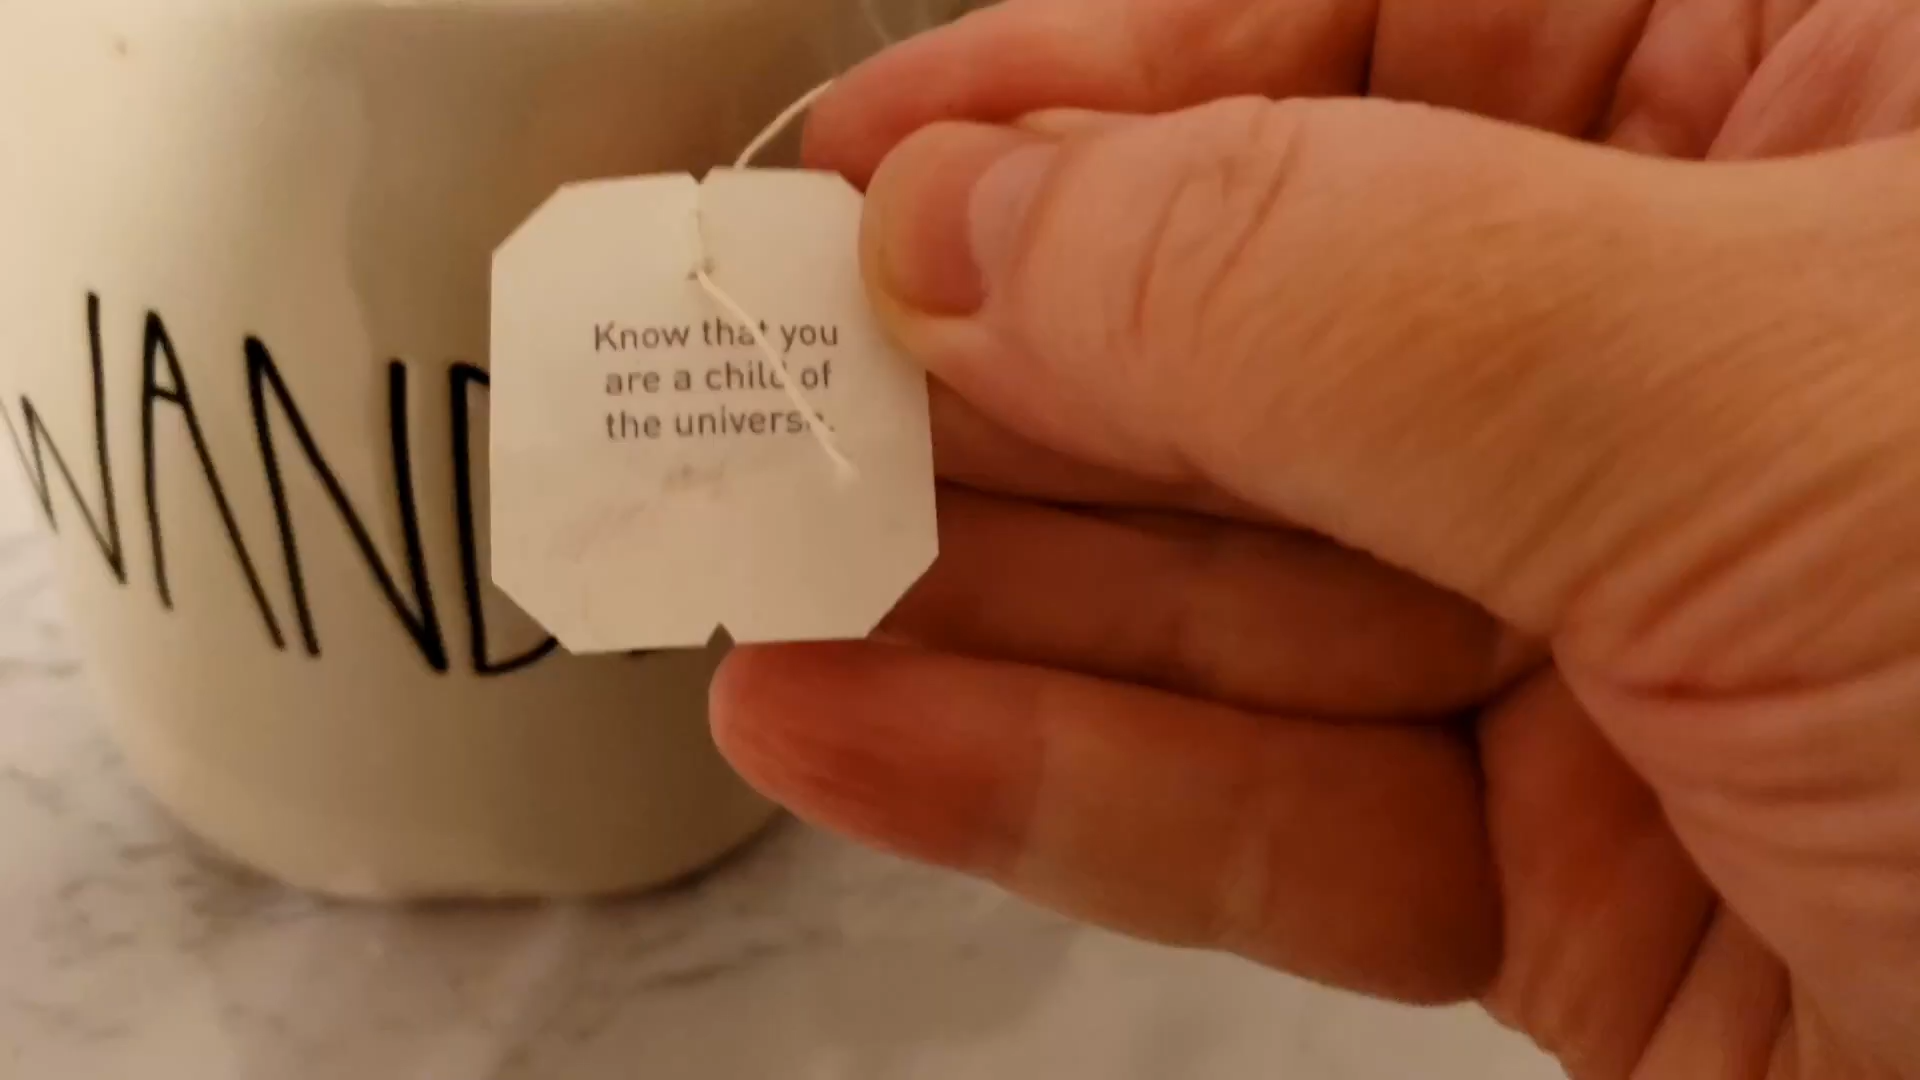 WAND
Know that you
are a child of
the universe.